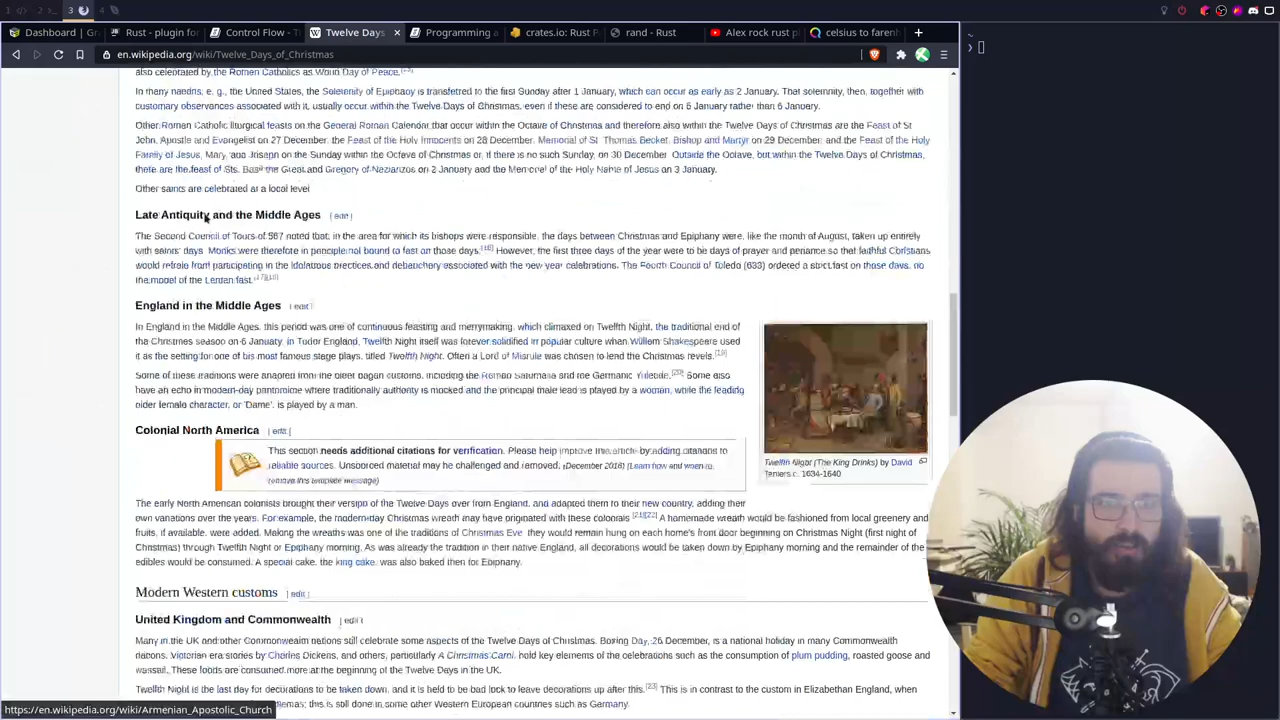 1 </> 2 3 4
Dashboard | Gr
Rust - plugin for
Control Flow - T
Twelve Days
Programming a
crates.io: Rust P
rand - Rust
Alex rock rust pl
celsius to farenh
en.wikipedia.org/wiki/Twelve_Days_of_Christmas
also celebrated by the Roman Catholics as World Day of Peace.
In many nations, e. g., the United States, the Solemnity of Epiphany is transferred to the first Sunday after 1 January, which can occur as early as 2 January. That solemnity, then, together with
customary observances associated with it, usually occur within the Twelve Days of Christmas, even if these are considered to end on 5 January rather than 6 January.
Other Roman Catholic liturgical feasts on the General Roman Calendar that occur within the Octave of Christmas and therefore also within the Twelve Days of Christmas are the Feast of St
John, Apostle and Evangelist on 27 December, the Feast of the Holy Innocents on 28 December, Memorial of St. Thomas Becket, Bishop and Martyr on 29 December and the Feast of the Holy
Family of Jesus, Mary, and Joseph on the Sunday within the Octave of Christmas or, if there is no such Sunday, on 30 December. Outside the Octave, but within the Twelve Days of Christmas,
there are the feast of Sts. Basil the Great and Gregory of Nazianzus on 2 January and the Memorial of the Holy Name of Jesus on 3 January.
Other saints are celebrated at a local level
Late Antiquity and the Middle Ages [ edit ]
The Second Council of Tours of 567 noted that, in the area for which its bishops were responsible, the days between Christmas and Epiphany were, like the month of August, taken up entirely
with saints' days. Monks were therefore in principle not bound to fast on those days.[16] However, the first three days of the year were to be days of prayer and penance so that faithful Christians
would refrain from participating in the idolatrous practices and debauchery associated with the new year celebrations. The Fourth Council of Toledo (633) ordered a strict fast on those days, on
the model of the Lenten fast.[17][18]
England in the Middle Ages [ edit ]
In England in the Middle Ages, this period was one of continuous feasting and merrymaking, which climaxed on Twelfth Night, the traditional end of
the Christmas season on 6 January. In Tudor England, Twelfth Night itself was forever solidified in popular culture when William Shakespeare used
it as the setting for one of his most famous stage plays, titled Twelfth Night. Often a Lord of Misrule was chosen to lend the Christmas revels.[19]
Some of these traditions were adapted from the older pagan customs, including the Roman Saturnalia and the Germanic Yuletide.[20] Some also
have an echo in modern-day pantomime where traditionally authority is mocked and the principal male lead is played by a woman, while the leading
older female character, or 'Dame', is played by a man.
Twelfth Night (The King Drinks) by David
Teniers c. 1634-1640
Colonial North America [ edit ]
This section needs additional citations for verification. Please help improve this article by adding citations to
reliable sources. Unsourced material may be challenged and removed. (December 2018) (Learn how and when to
remove this template message)
The early North American colonists brought their version of the Twelve Days over from England, and adapted them to their new country, adding their
own variations over the years. For example, the modern-day Christmas wreath may have originated with these colonials.[21][22] A homemade wreath would be fashioned from local greenery and
fruits, if available, were added. Making the wreaths was one of the traditions of Christmas Eve; they would remain hung on each home's front door beginning on Christmas Night (first night of
Christmas) through Twelfth Night or Epiphany morning. As was already the tradition in their native England, all decorations would be taken down by Epiphany morning and the remainder of the
edibles would be consumed. A special cake, the king cake, was also baked then for Epiphany.
Modern Western customs [ edit ]
United Kingdom and Commonwealth [ edit ]
Many in the UK and other Commonwealth nations still celebrate some aspects of the Twelve Days of Christmas. Boxing Day, 26 December, is a national holiday in many Commonwealth
nations. Victorian era stories by Charles Dickens, and others, particularly A Christmas Carol, hold key elements of the celebrations such as the consumption of plum pudding, roasted goose and
wassail. These foods are consumed more at the beginning of the Twelve Days in the UK.
Twelfth Night is the last day for decorations to be taken down, and it is held to be bad luck to leave decorations up after this.[23] This is in contrast to the custom in Elizabethan England, when
this is still done in some other Western European countries such as Germany.
https://en.wikipedia.org/wiki/Armenian_Apostolic_Church